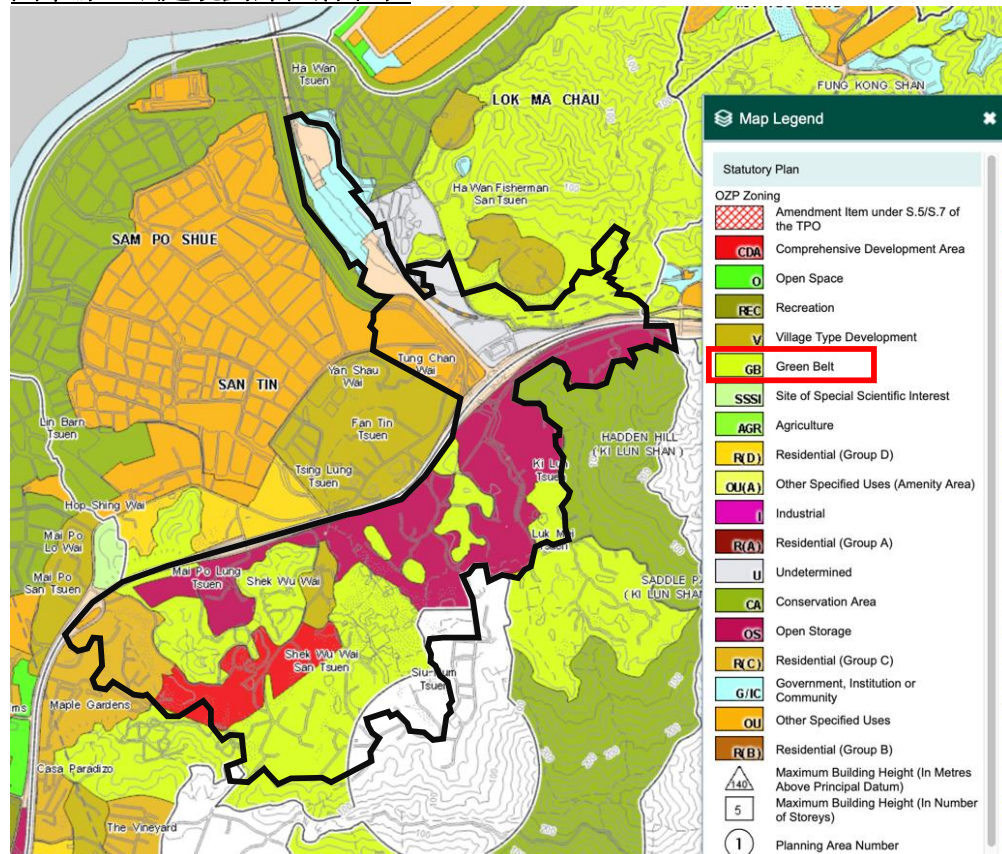 Ha Wan
Tsuen
LOK MA CHAU
FUNG KONG SHAN
Ha Wan Fisherman
San Tsuen
100
100
SAM PO SHUE
Tung Chan
Wai
Yan Shau
Wai
SAN TIN
Fan Tin
Tsuen
Lin Barn
Tsuen
HADDEN HILL
( KI LUN SHAN )
Tsing Lung
Tsuen
Hop Shing Wai
Mai Po
Lo Wai
Mai Po
San Tsuen
Mai Po Lung
Tsuen
Shek Wu Wai
SADDLE P
( KI LUN SHA
Shek Wu Wai
San Tsuen
Tsuen
Maple Gardens
Casa Paradizo
The Vineyard
Map Legend
Statutory Plan
OZP Zoning
Amendment Item under S.5/S.7 of
the TPO
CDA Comprehensive Development Area
O Open Space
REC Recreation
V Village Type Development
GB Green Belt
SSSI Site of Special Scientific Interest
AGR Agriculture
R(D) Residential (Group D)
OU(A) Other Specified Uses (Amenity Area)
I Industrial
R(A) Residential (Group A)
U Undetermined
CA Conservation Area
OS Open Storage
R(C) Residential (Group C)
G/IC Government, Institution or
Community
OU Other Specified Uses
R(B) Residential (Group B)
140 Maximum Building Height (In Metres
Above Principal Datum)
5 Maximum Building Height (In Number
of Storeys)
1 Planning Area Number